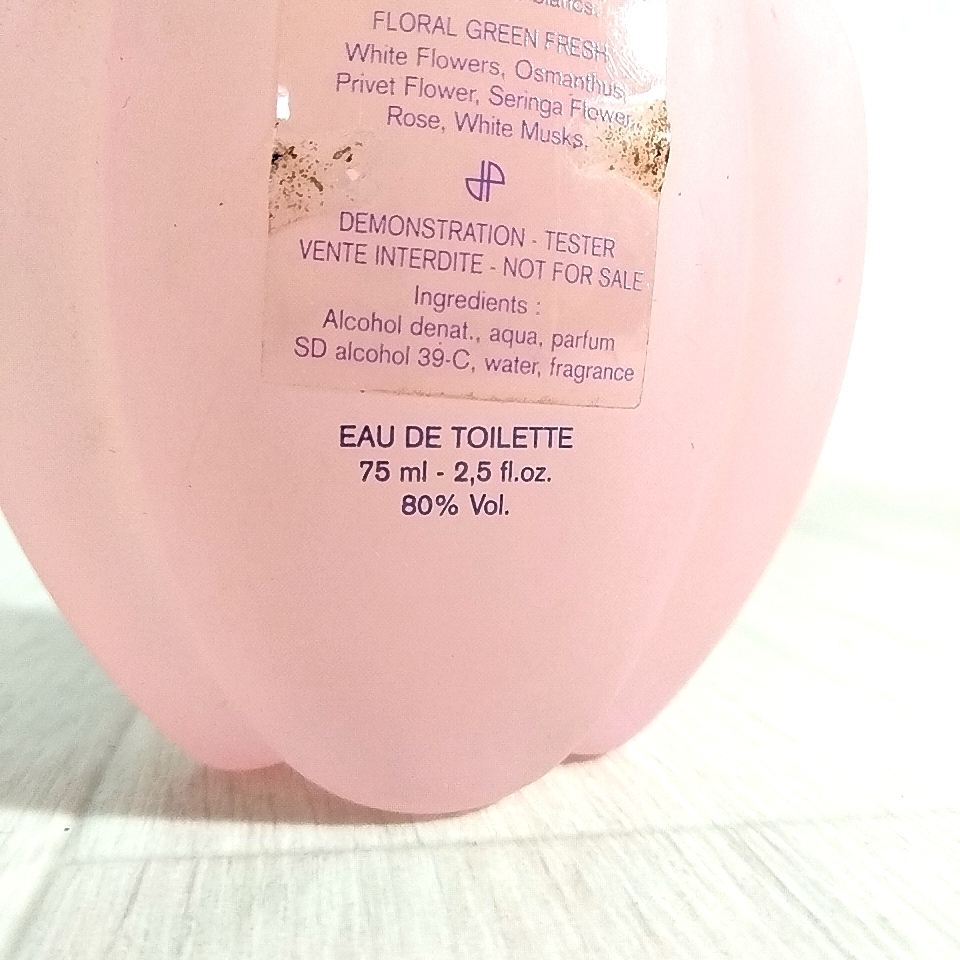 FLORAL GREEN FRESH
White Flowers, Osmanthus,
Privet Flower, Seringa Flower,
Rose, White Musks.
DEMONSTRATION - TESTER
VENTE INTERDITE - NOT FOR SALE
Ingredients :
Alcohol denat., aqua, parfum
SD alcohol 39-C, water, fragrance
EAU DE TOILETTE
75 ml - 2,5 fl.oz.
80% Vol.